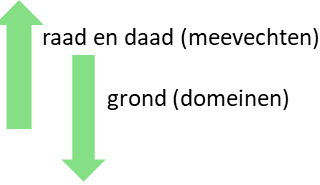 raad en daad (meevechten)
grond (domeinen)